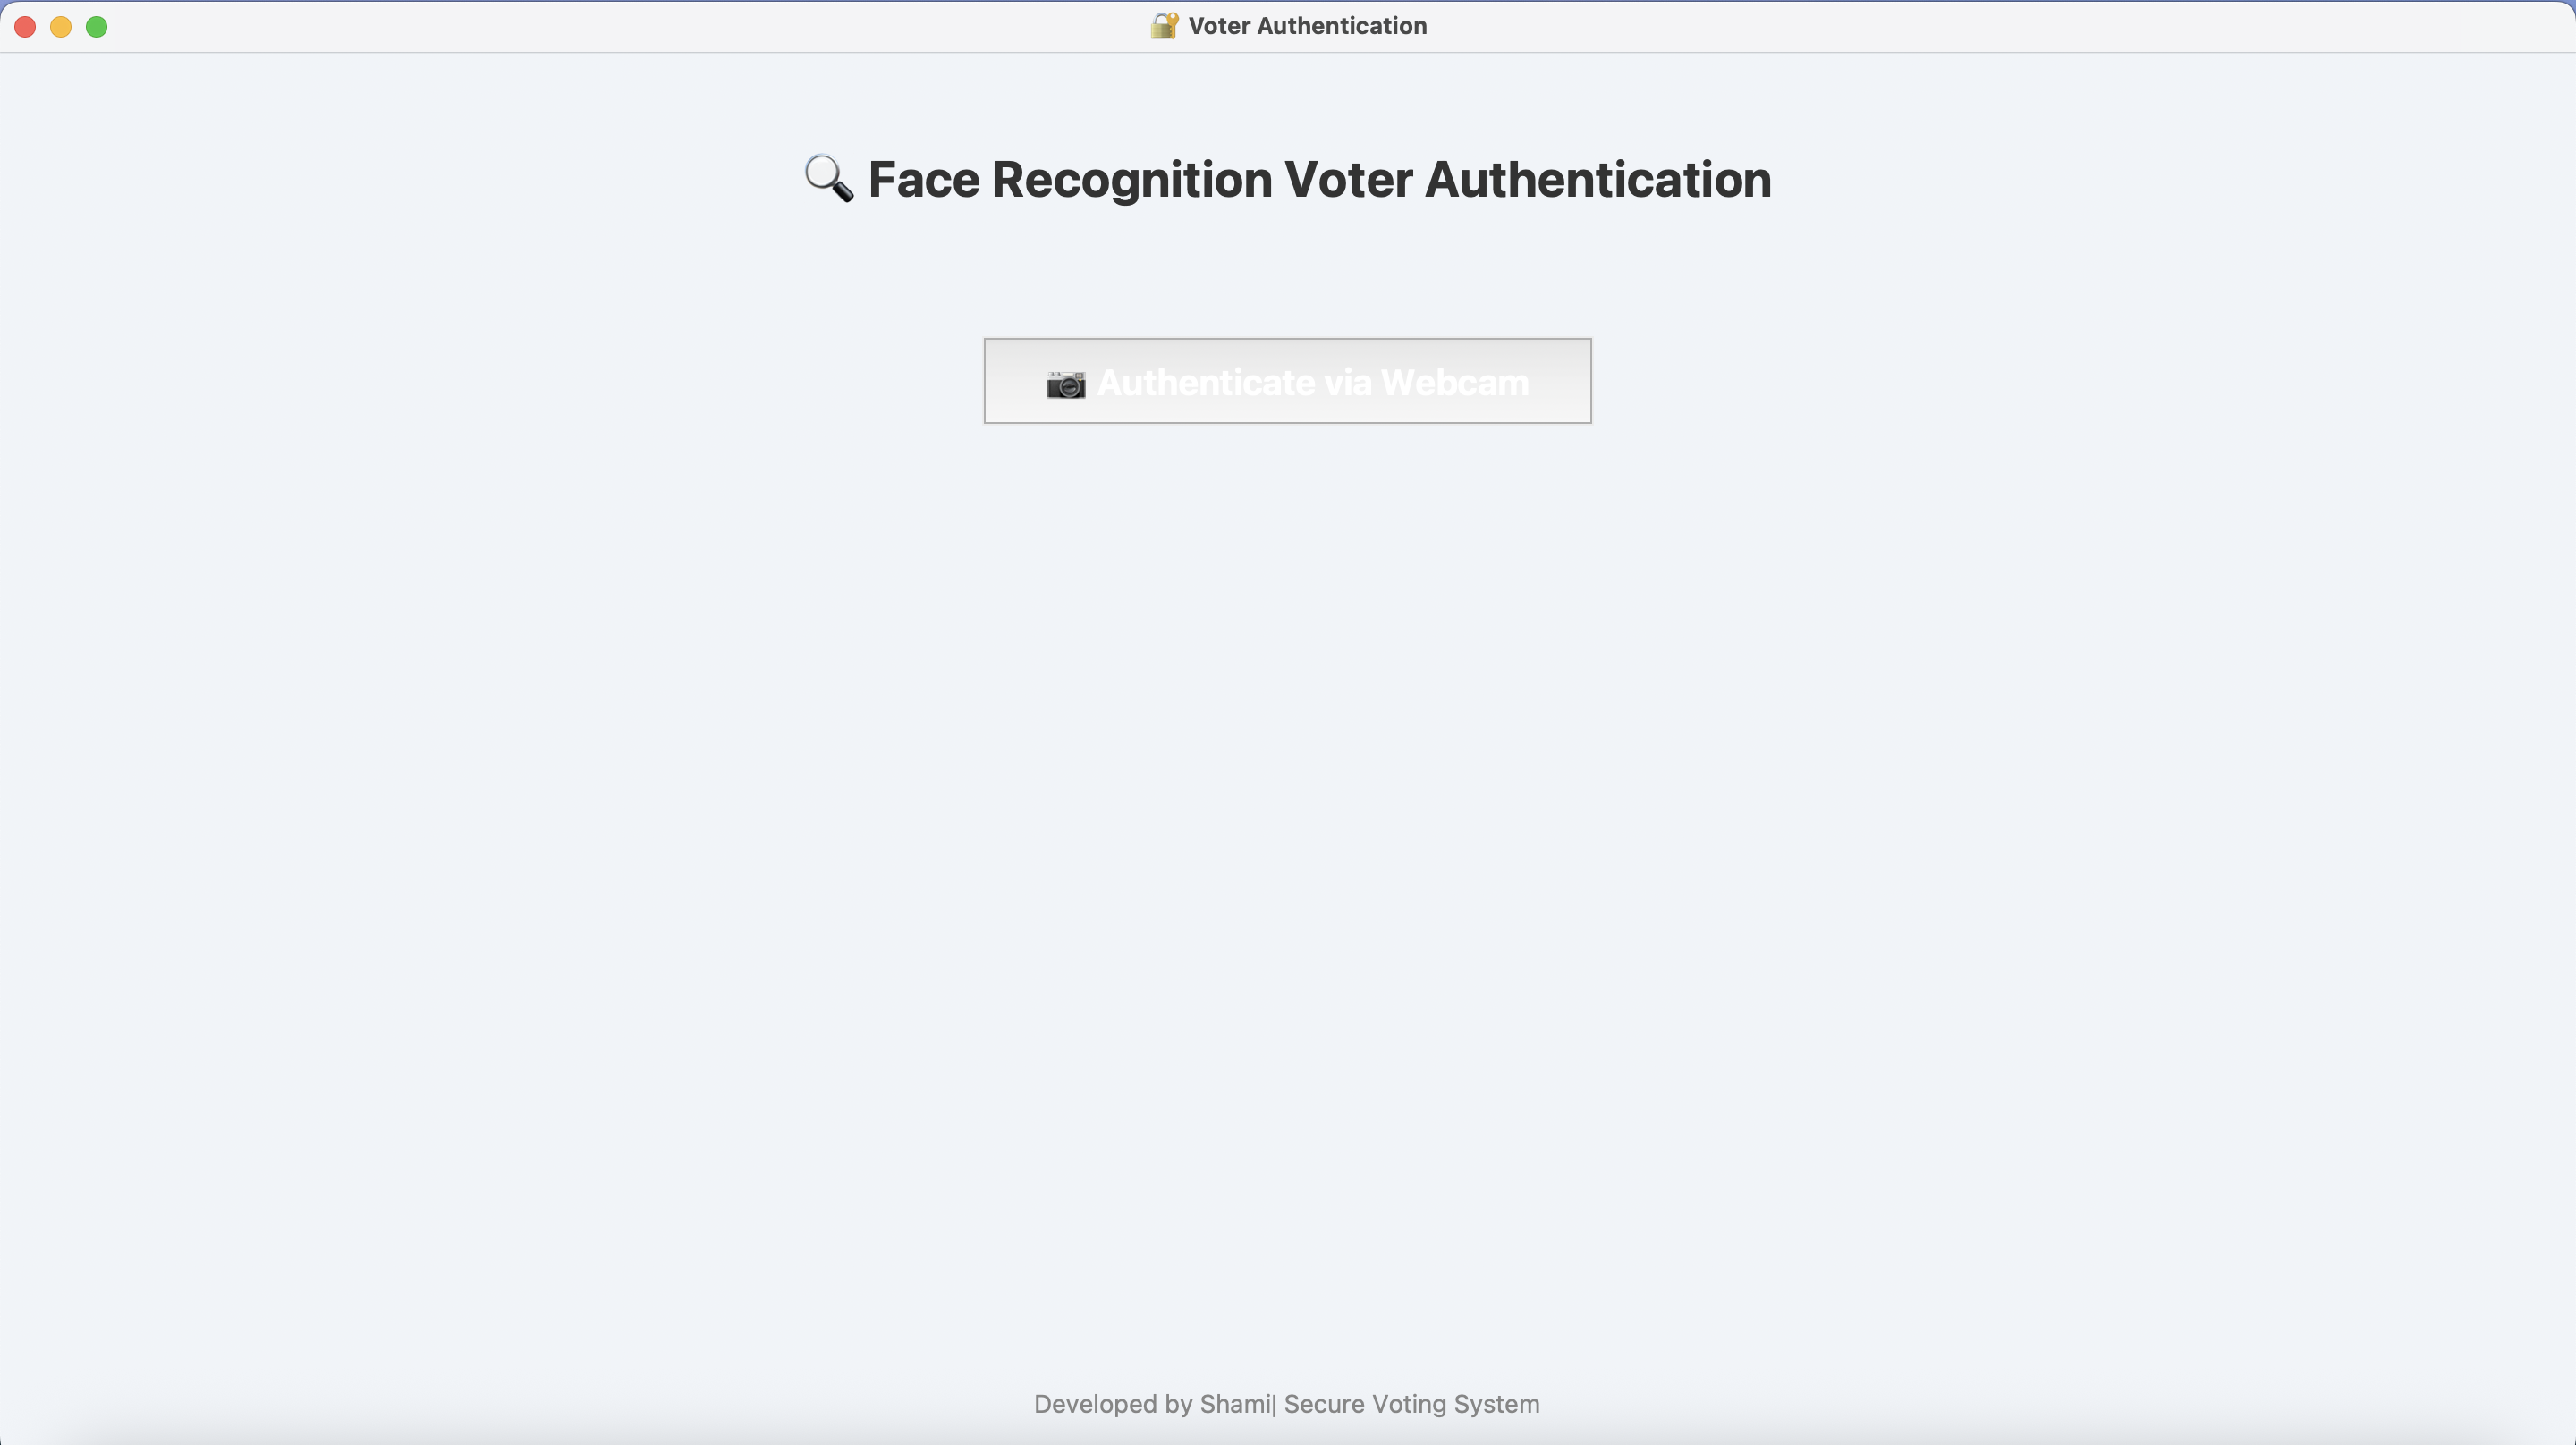 🔐 Voter Authentication
🔍 Face Recognition Voter Authentication
📷 Authenticate via Webcam
Developed by Shami| Secure Voting System